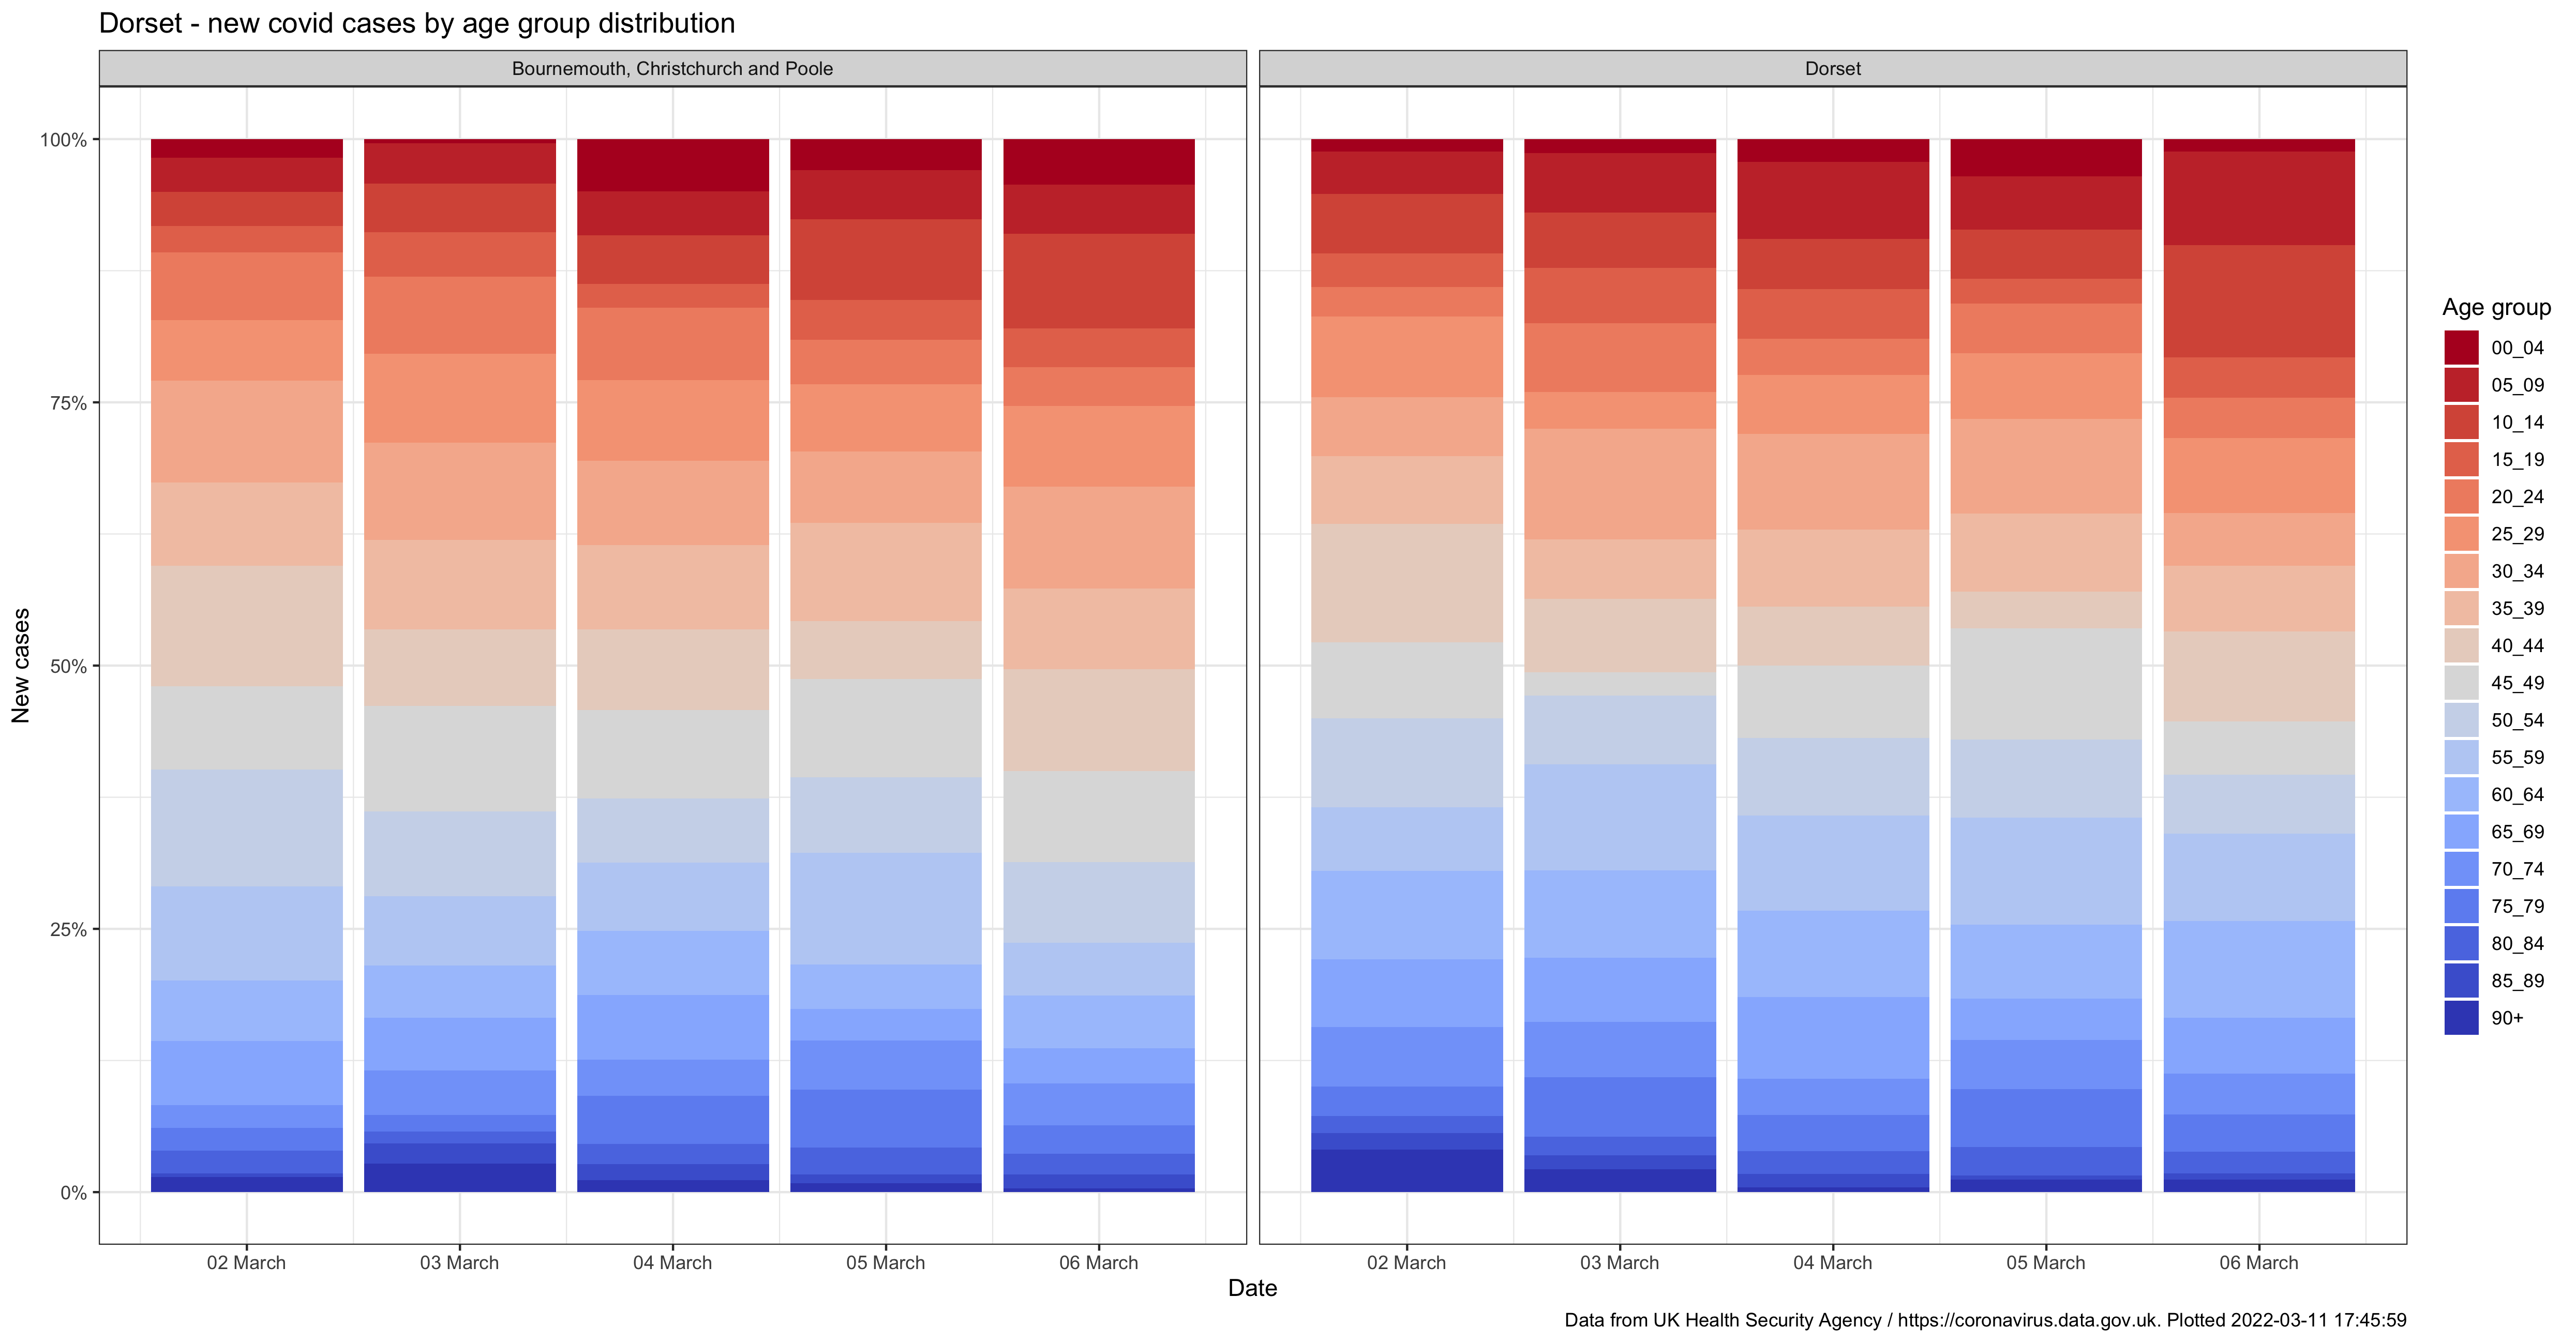 Dorset - new covid cases by age group distribution
Bournemouth, Christchurch and Poole
Dorset
100%
75%
50%
25%
0%
New cases
02 March
03 March
04 March
05 March
06 March
02 March
03 March
04 March
05 March
06 March
Date
Age group
00_04
05_09
10_14
15_19
20_24
25_29
30_34
35_39
40_44
45_49
50_54
55_59
60_64
65_69
70_74
75_79
80_84
85_89
90+
Data from UK Health Security Agency / https://coronavirus.data.gov.uk. Plotted 2022-03-11 17:45:59